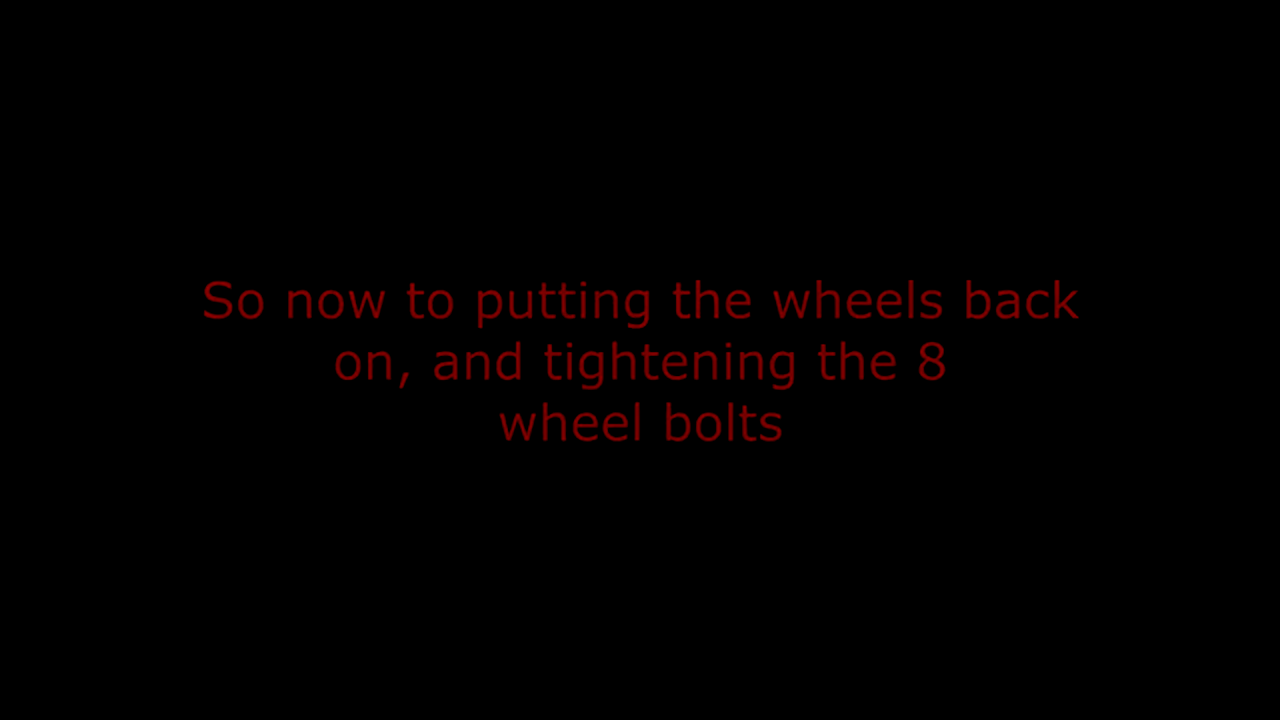 So now to putting the wheels back
on, and tightening the 8
wheel bolts